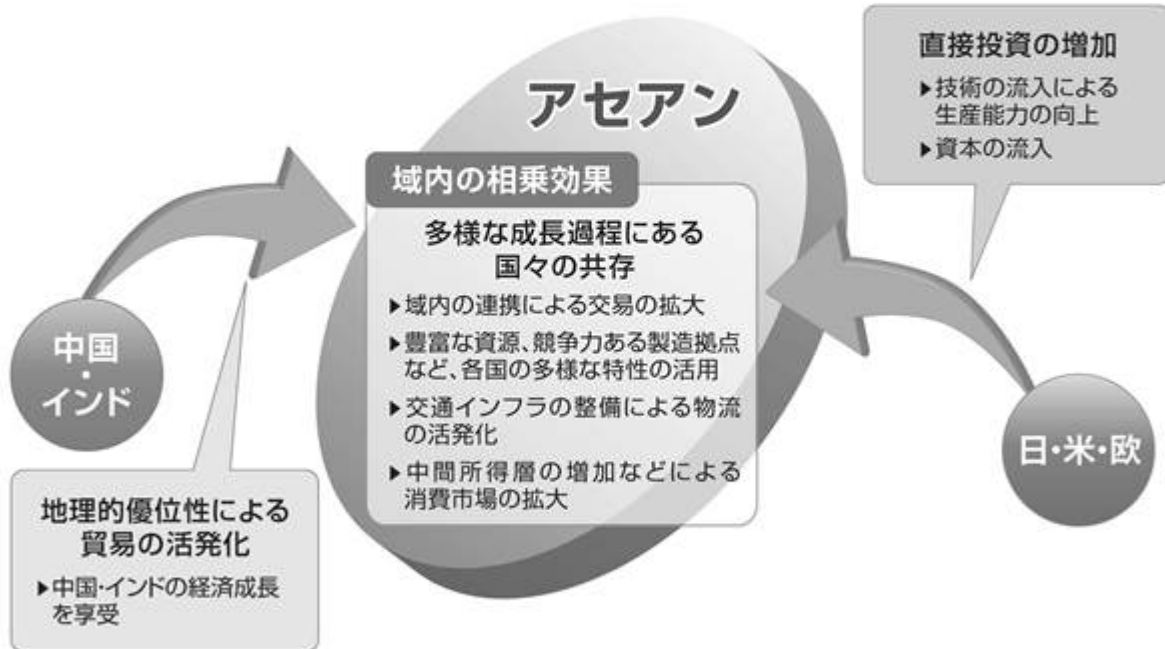 アセアン
域内の相乗効果
多様な成長過程にある
国々の共存
▶域内の連携による交易の拡大
▶豊富な資源、競争力ある製造拠点
など、各国の多様な特性の活用
▶交通インフラの整備による物流
の活発化
▶中間所得層の増加などによる
消費市場の拡大
中国
・
インド
地理的優位性による
貿易の活発化
▶中国・インドの経済成長
を享受
直接投資の増加
▶技術の流入による
生産能力の向上
▶資本の流入
日・米・欧